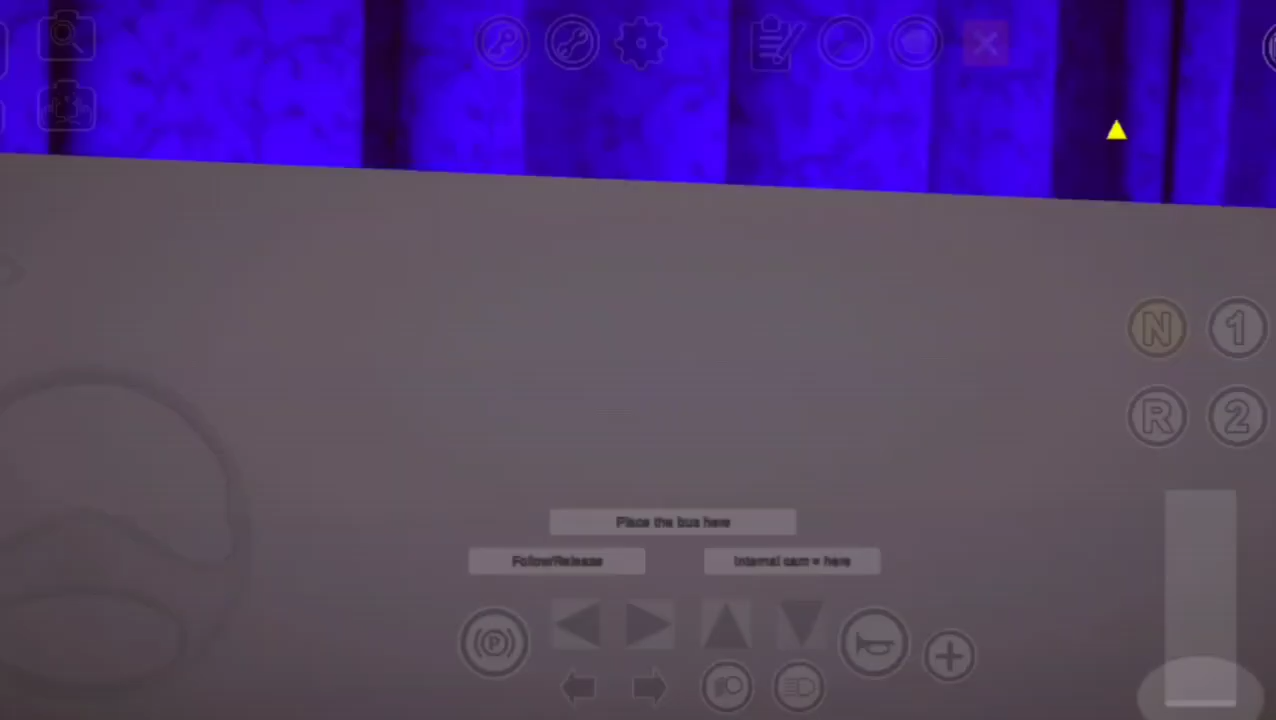 N 1
R 2
Place the bus here
Follow/Release Internal cam = here
(P)